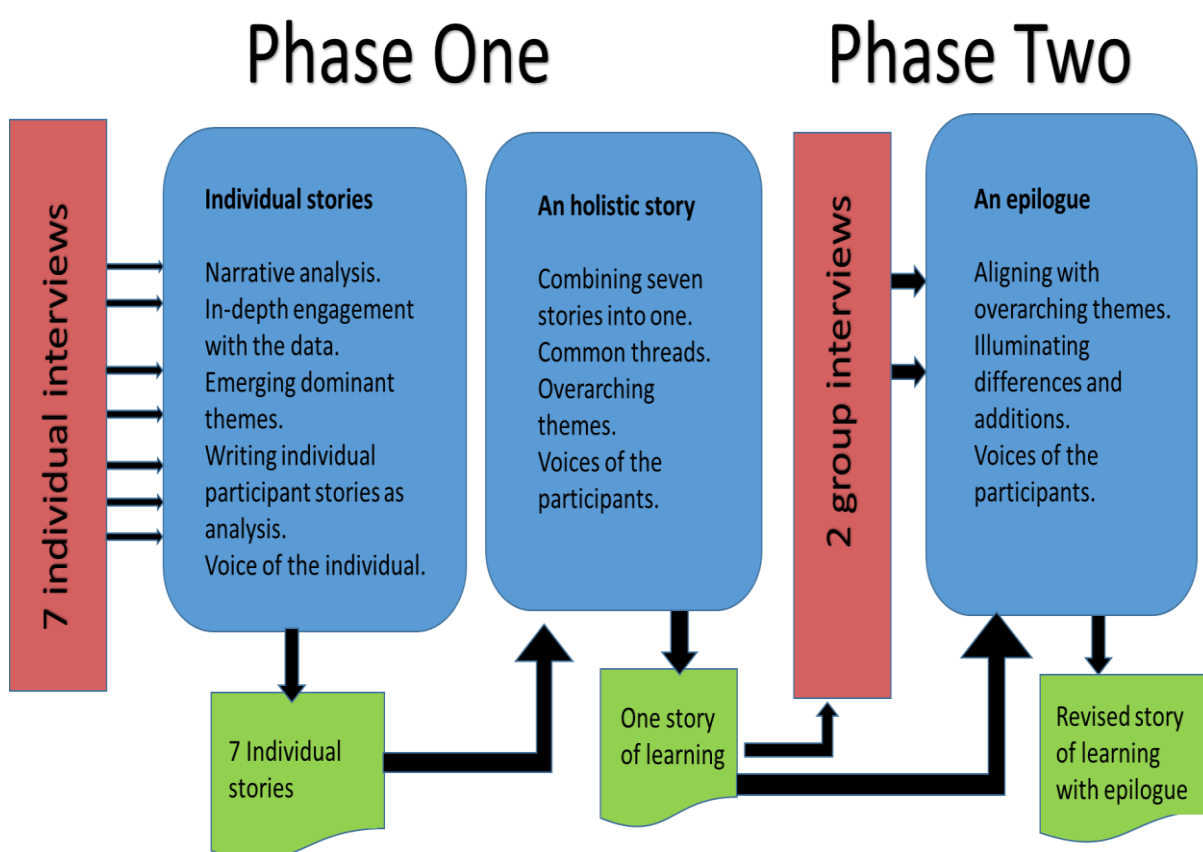 Phase One
Phase Two
7 individual interviews
Individual stories
Narrative analysis.
In-depth engagement
with the data.
Emerging dominant
themes.
Writing individual
participant stories as
analysis.
Voice of the individual.
An holistic story
Combining seven
stories into one.
Common threads.
Overarching
themes.
Voices of the
participants.
2 group interviews
An epilogue
Aligning with
overarching themes.
Illuminating
differences and
additions.
Voices of the
participants.
7 Individual
stories
One story
of learning
Revised story
of learning
with epilogue